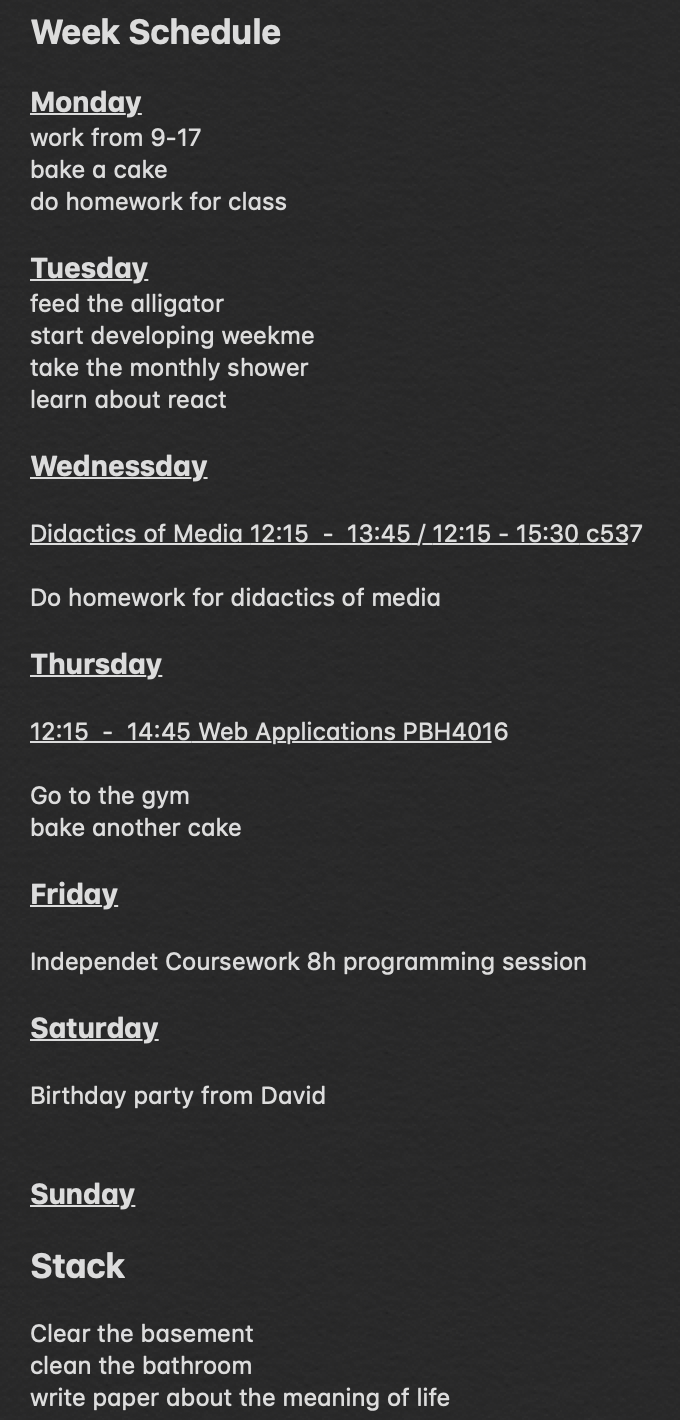 Week Schedule
Monday
work from 9-17
bake a cake
do homework for class
Tuesday
feed the alligator
start developing weekme
take the monthly shower
learn about react
Wednessday
Didactics of Media 12:15  -  13:45 / 12:15 - 15:30 c537
Do homework for didactics of media
Thursday
12:15  -  14:45 Web Applications PBH4016
Go to the gym
bake another cake
Friday
Independet Coursework 8h programming session
Saturday
Birthday party from David
Sunday
Stack
Clear the basement
clean the bathroom
write paper about the meaning of life